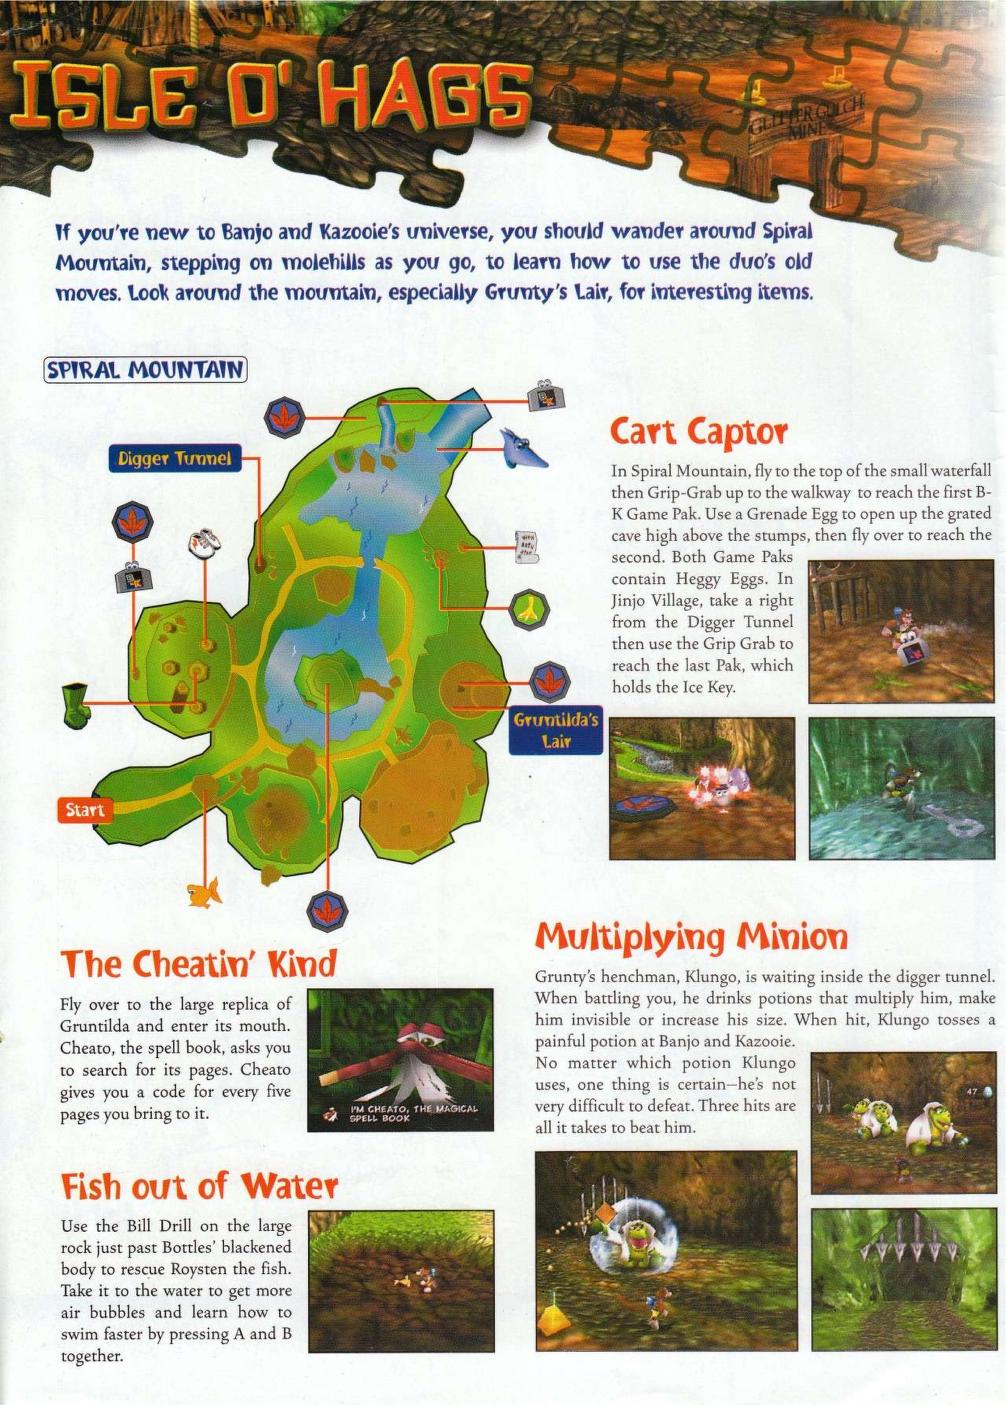 ISLE O' HAGS
GLITTER GULCH
MINE
If you're new to Banjo and Kazooie's universe, you should wander around Spiral
Mountain, stepping on molehills as you go, to learn how to use the duo's old
moves. Look around the mountain, especially Grunty's Lair, for interesting items.
SPIRAL MOUNTAIN
Digger Tunnel
Gruntilda's
Lair
Start
Cart Captor
In Spiral Mountain, fly to the top of the small waterfall
then Grip-Grab up to the walkway to reach the first B-
K Game Pak. Use a Grenade Egg to open up the grated
cave high above the stumps, then fly over to reach the
second. Both Game Paks
contain Heggy Eggs. In
Jinjo Village, take a right
from the Digger Tunnel
then use the Grip Grab to
reach the last Pak, which
holds the Ice Key.
The Cheatin' Kind
Fly over to the large replica of
Gruntilda and enter its mouth.
Cheato, the spell book, asks you
to search for its pages. Cheato
gives you a code for every five
pages you bring to it.
I'M CHEATO, THE MAGICAL
SPELL BOOK
Fish out of Water
Use the Bill Drill on the large
rock just past Bottles' blackened
body to rescue Roysten the fish.
Take it to the water to get more
air bubbles and learn how to
swim faster by pressing A and B
together.
Multiplying Minion
Grunty's henchman, Klungo, is waiting inside the digger tunnel.
When battling you, he drinks potions that multiply him, make
him invisible or increase his size. When hit, Klungo tosses a
painful potion at Banjo and Kazooie.
No matter which potion Klungo
uses, one thing is certain—he's not
very difficult to defeat. Three hits are
all it takes to beat him.
47